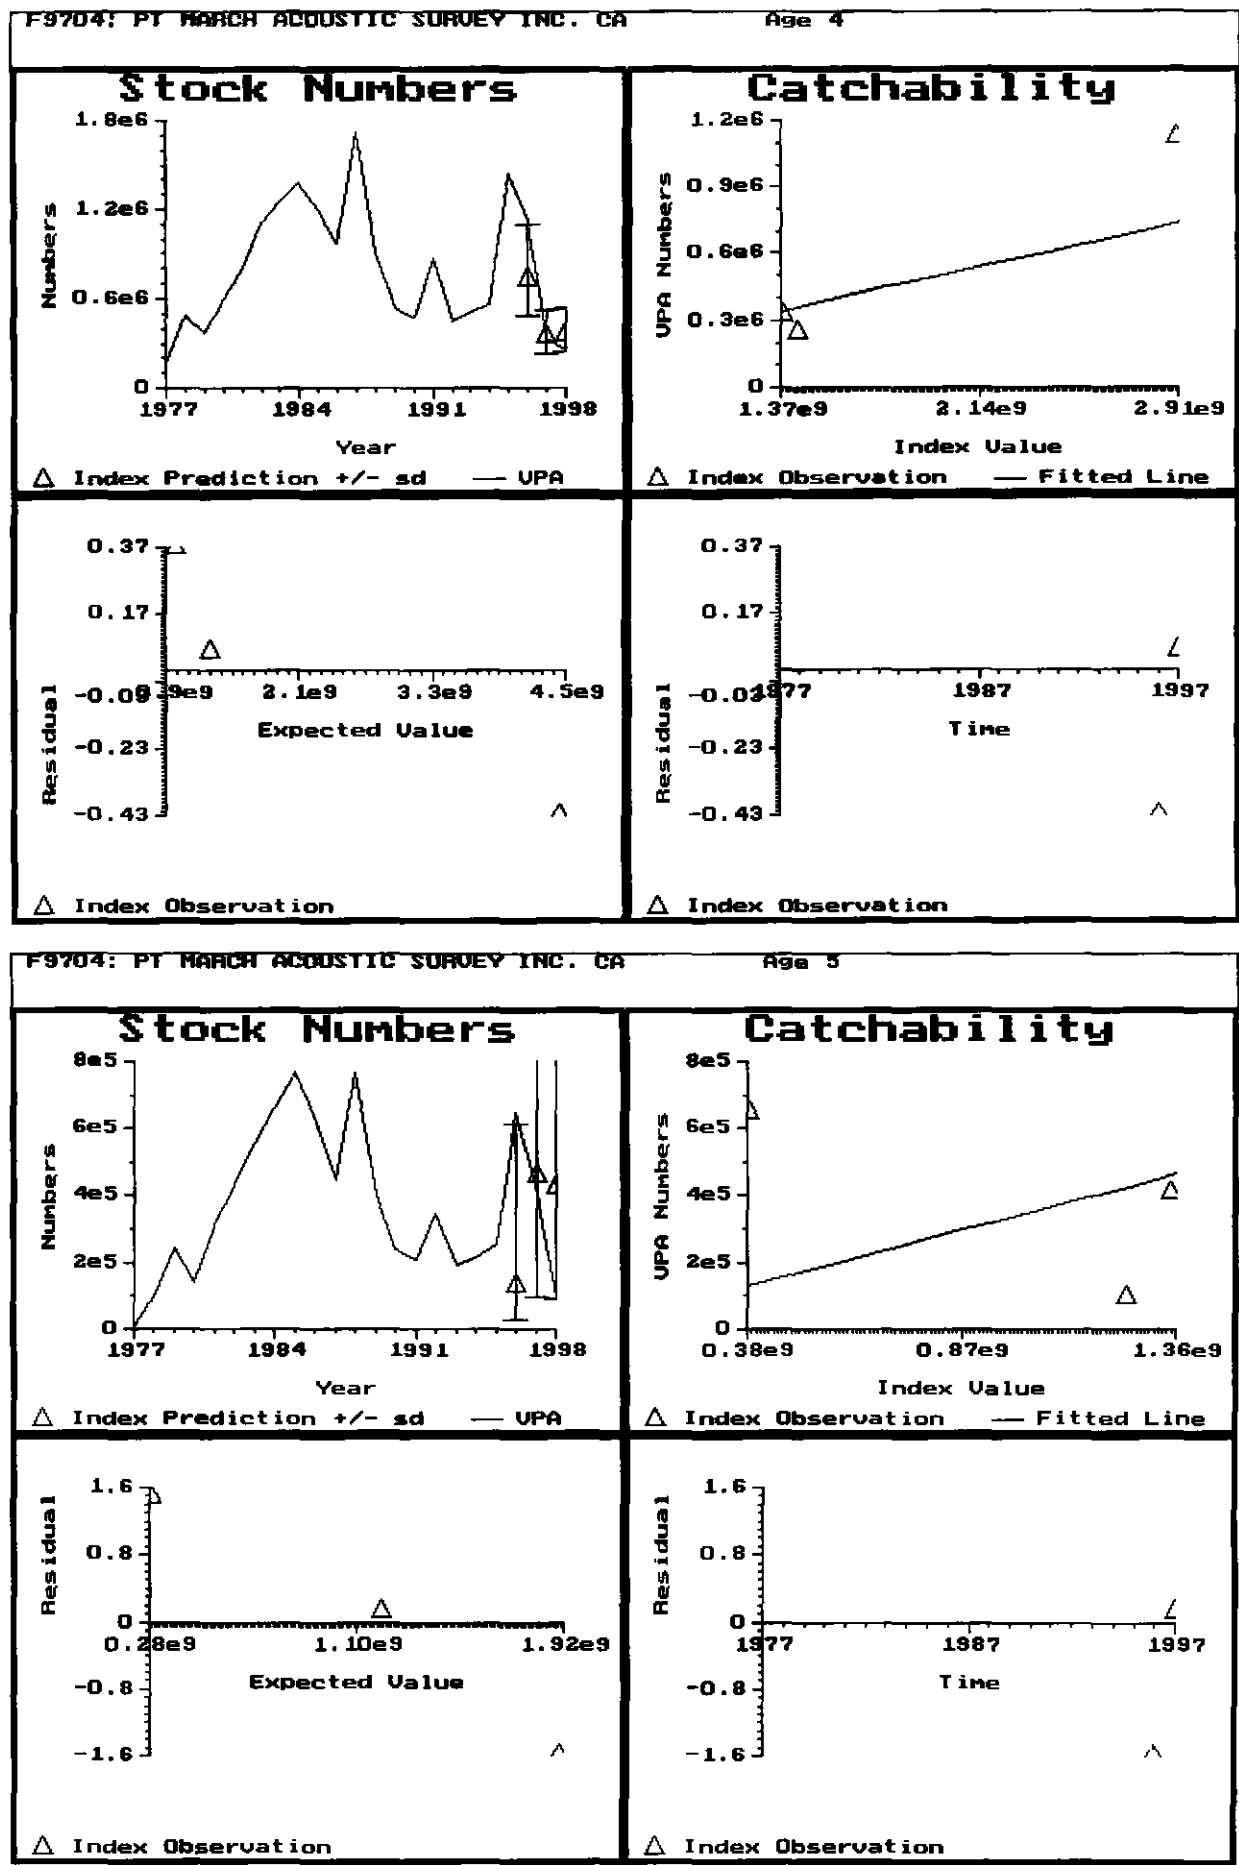 F9704: PT MARCH ACOUSTIC SURVEY INC. CA Age 4
Stock Numbers
1.8e6
1.2e6
0.6e6
0
Numbers
1977 1984 1991 1998
Year
△ Index Prediction +/- sd — VPA
Catchability
1.2e6
0.9e6
0.6e6
0.3e6
0
VPA Numbers
1.37e9 2.14e9 2.91e9
Index Value
△ Index Observation — Fitted Line
0.37
0.17
-0.23
-0.43
Residual
2.1e9 3.3e9 4.5e9
Expected Value
△ Index Observation
0.37
0.17
-0.23
-0.43
Residual
1987 1997
Time
△ Index Observation
F9704: PT MARCH ACOUSTIC SURVEY INC. CA Age 5
Stock Numbers
8e5
6e5
4e5
2e5
0
Numbers
1977 1984 1991 1998
Year
△ Index Prediction +/- sd — VPA
Catchability
8e5
6e5
4e5
2e5
0
VPA Numbers
0.38e9 0.87e9 1.36e9
Index Value
△ Index Observation — Fitted Line
1.6
0.8
0
-0.8
-1.6
Residual
0.28e9 1.10e9 1.92e9
Expected Value
△ Index Observation
1.6
0.8
0
-0.8
-1.6
Residual
1977 1987 1997
Time
△ Index Observation